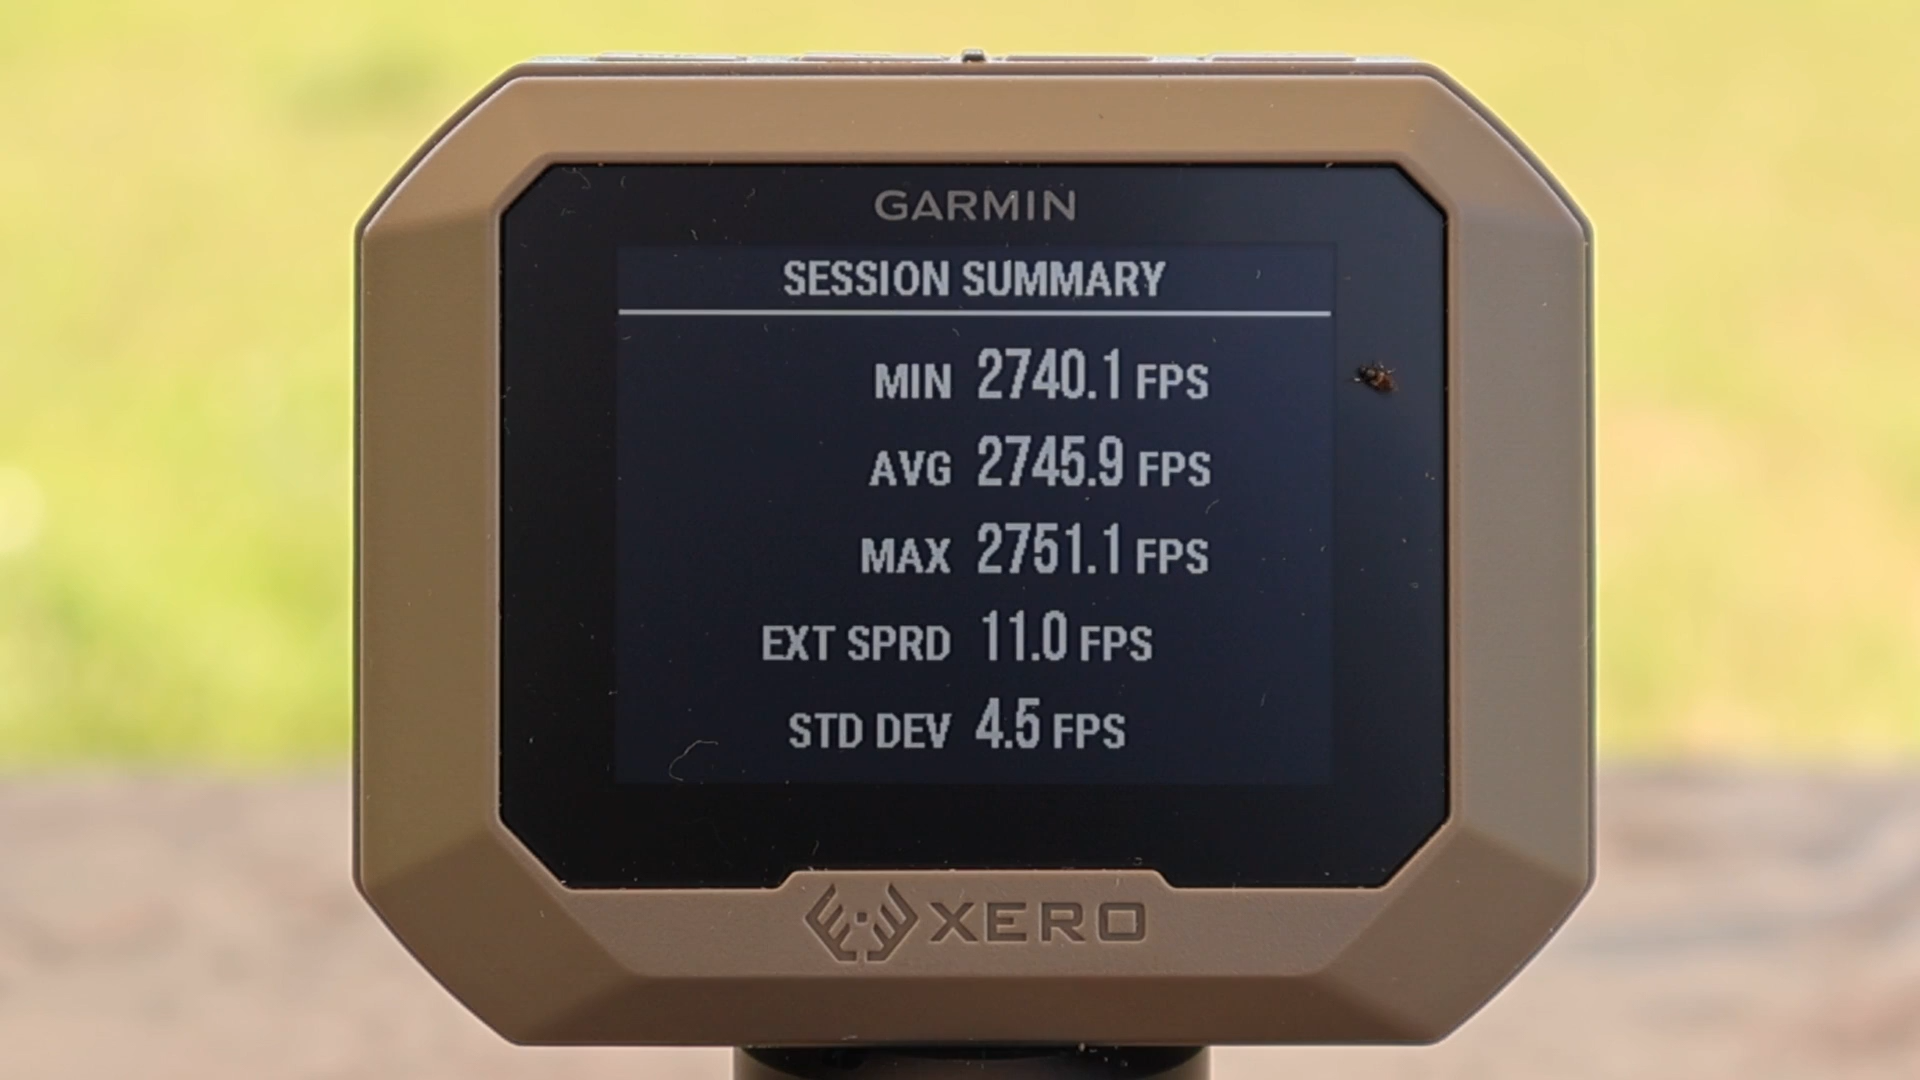 GARMIN
SESSION SUMMARY
MIN 2740.1 FPS
AVG 2745.9 FPS
MAX 2751.1 FPS
EXT SPRD 11.0 FPS
STD DEV 4.5 FPS
XERO